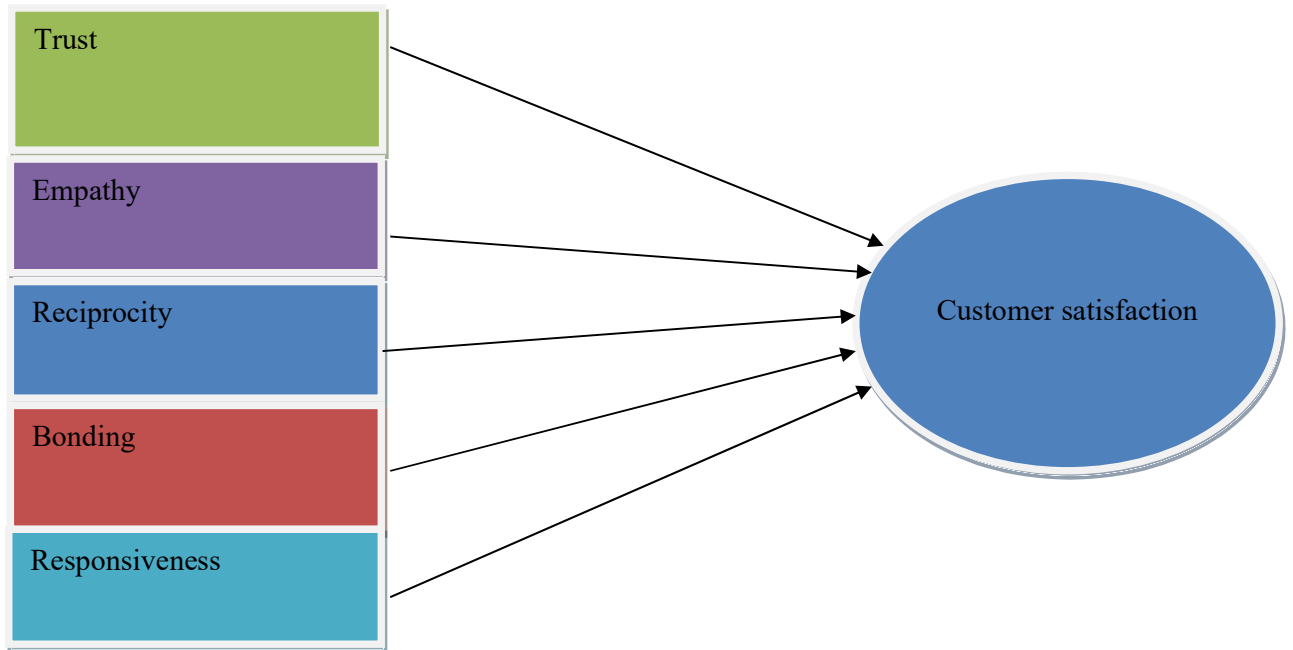 Trust
Empathy
Reciprocity
Customer satisfaction
Bonding
Responsiveness